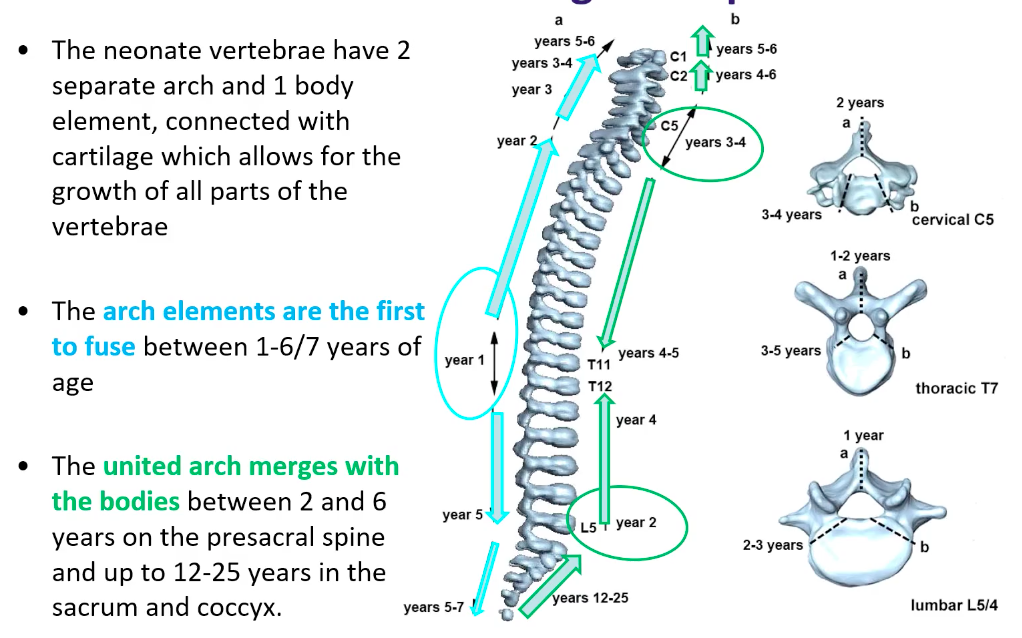 • The neonate vertebrae have 2
separate arch and 1 body
element, connected with
cartilage which allows for the
growth of all parts of the
vertebrae
• The arch elements are the first
to fuse between 1-6/7 years of
age
• The united arch merges with
the bodies between 2 and 6
years on the presacral spine
and up to 12-25 years in the
sacrum and coccyx.
a
years 5-6
years 3-4
year 3
year 2
year 1
year 5
years 5-7
b
C1
years 5-6
C2
years 4-6
C5
years 3-4
years 4-5
T11
T12
year 4
L5
year 2
years 12-25
2 years
a
3-4 years
b
cervical C5
1-2 years
a
3-5 years
b
thoracic T7
1 year
a
2-3 years
b
lumbar L5/4